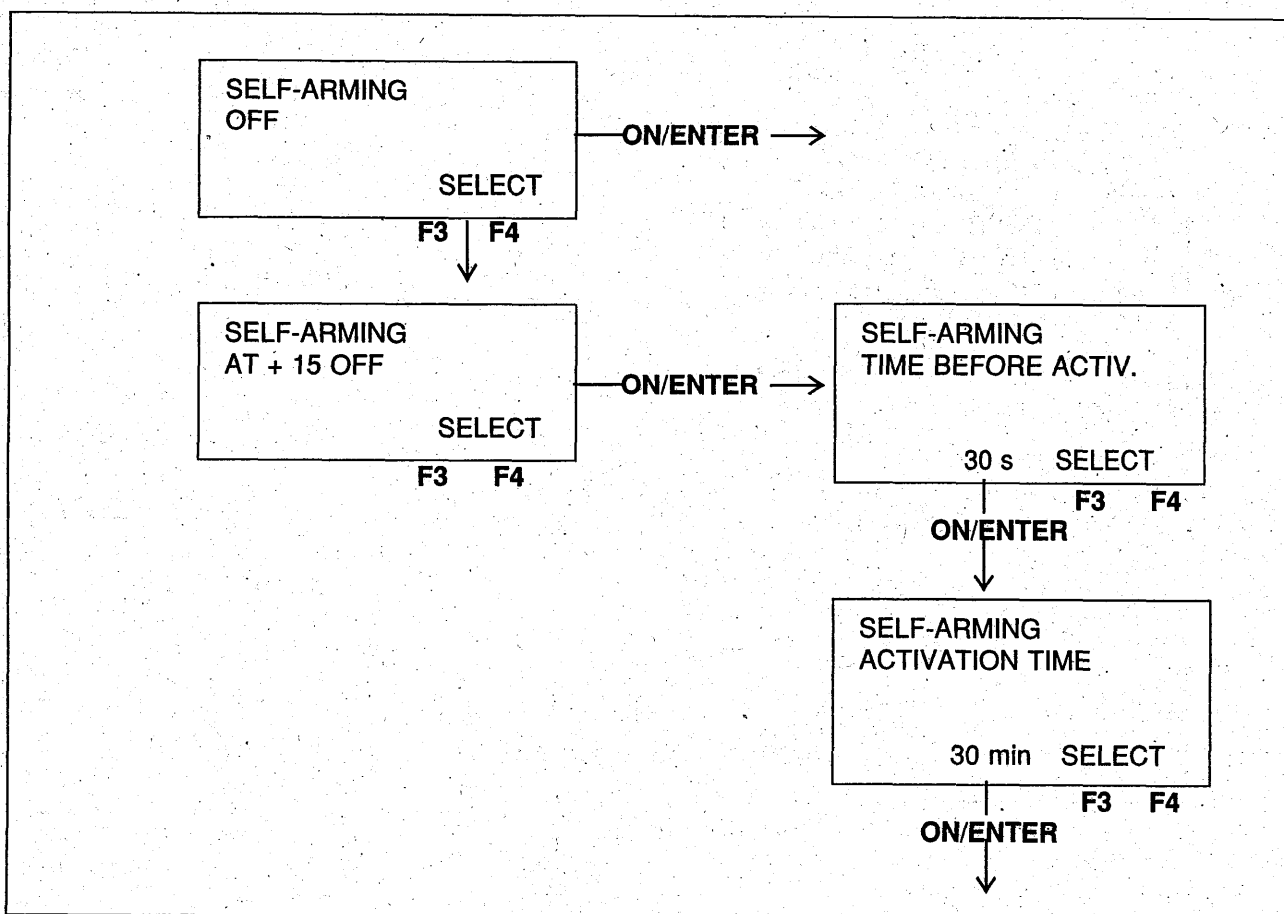 SELF-ARMING
OFF
SELECT
ON/ENTER
F3 F4
SELF-ARMING
AT + 15 OFF
SELECT
ON/ENTER
F3 F4
SELF-ARMING
TIME BEFORE ACTIV.
30 s SELECT
F3 F4
ON/ENTER
SELF-ARMING
ACTIVATION TIME
30 min SELECT
F3 F4
ON/ENTER